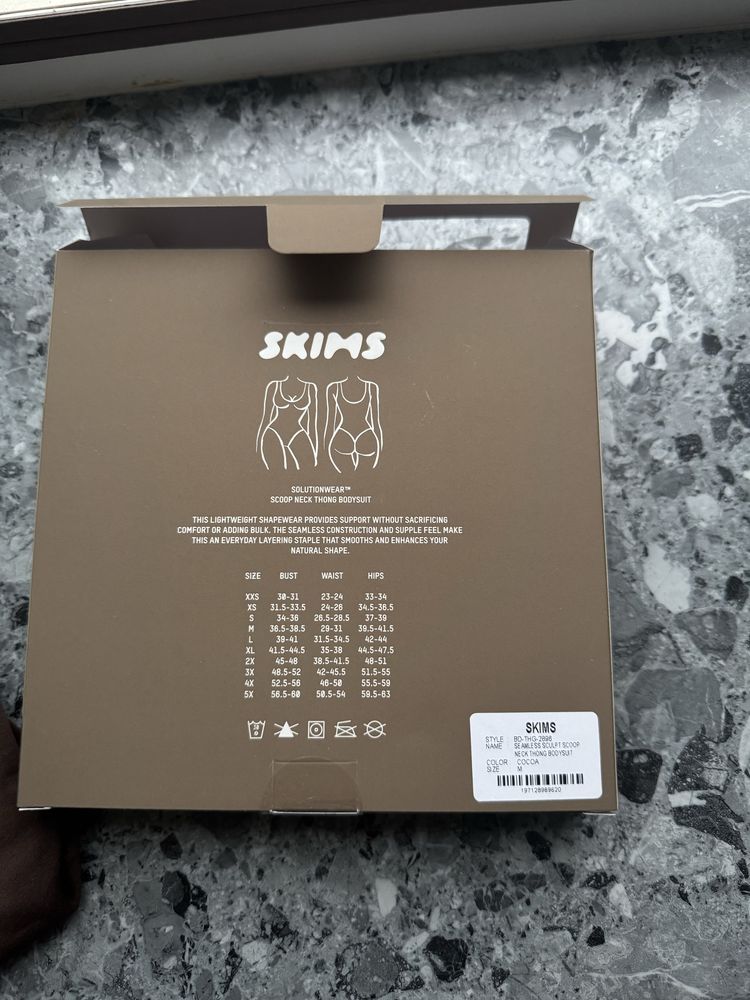 SKIMS
SOLUTIONWEAR™
SCOOP NECK THONG BODYSUIT
THIS LIGHTWEIGHT SHAPEWEAR PROVIDES SUPPORT WITHOUT SACRIFICING
COMFORT OR ADDING BULK. THE SEAMLESS CONSTRUCTION AND SUPPLE FEEL MAKE
THIS AN EVERYDAY LAYERING STAPLE THAT SMOOTHS AND ENHANCES YOUR
NATURAL SHAPE.
SIZE BUST WAIST HIPS
XXS 30-31 23-24 33-34
XS 31.5-33.5 24-26 34.5-36.5
S 34-36 26.5-28.5 37-39
M 36.5-38.5 29-31 39.5-41.5
L 39-41 31.5-34.5 42-44
XL 41.5-44.5 35-38 44.5-47.5
2X 45-48 38.5-41.5 48-51
3X 48.5-52 42-45.5 51.5-55
4X 52.5-56 46-50 55.5-59
5X 56.5-60 50.5-54 59.5-63
30
SKIMS
STYLE : BD-THG-2696
NAME : SEAMLESS SCULPT SCOOP
NECK THONG BODYSUIT
COLOR : COCOA
SIZE : M
197128989620